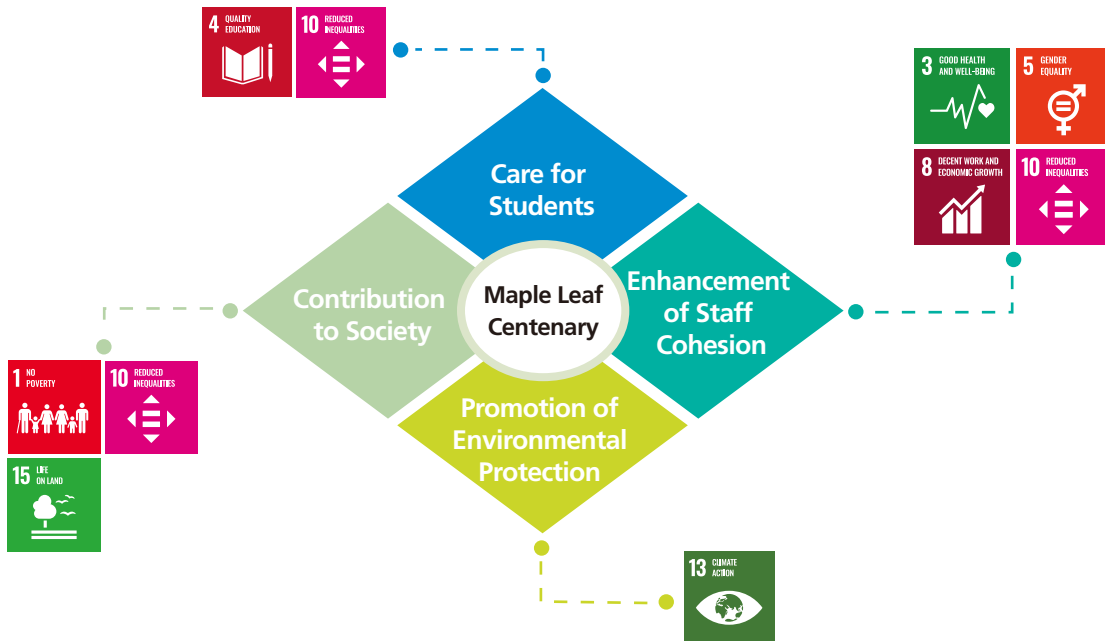 4 QUALITY
EDUCATION
10 REDUCED
INEQUALITIES
3 GOOD HEALTH
AND WELL-BEING
5 GENDER
EQUALITY
8 DECENT WORK AND
ECONOMIC GROWTH
10 REDUCED
INEQUALITIES
Care for
Students
Contribution
to Society
Maple Leaf
Centenary
Enhancement
of Staff
Cohesion
Promotion of
Environmental
Protection
1 NO
POVERTY
10 REDUCED
INEQUALITIES
15 LIFE
ON LAND
13 CLIMATE
ACTION